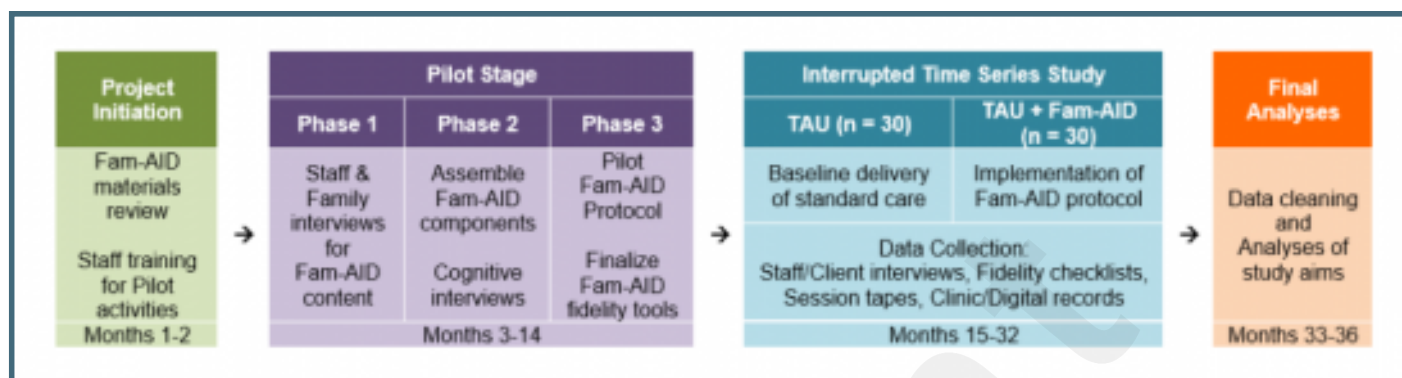 Project
Initiation
Fam-AID
materials
review
Staff training
for Pilot
activities
Months 1-2
→
Pilot Stage
Phase 1
Staff &
Family
interviews
for
Fam-AID
content
Phase 2
Assemble
Fam-AID
components
Cognitive
interviews
Phase 3
Pilot
Fam-AID
Protocol
Finalize
Fam-AID
fidelity tools
Months 3-14
→
Interrupted Time Series Study
TAU (n = 30)
Baseline delivery
of standard care
TAU + Fam-AID
(n = 30)
Implementation of
Fam-AID protocol
Data Collection:
Staff/Client interviews, Fidelity checklists,
Session tapes, Clinic/Digital records
Months 15-32
→
Final
Analyses
Data cleaning
and
Analyses of
study aims
Months 33-36